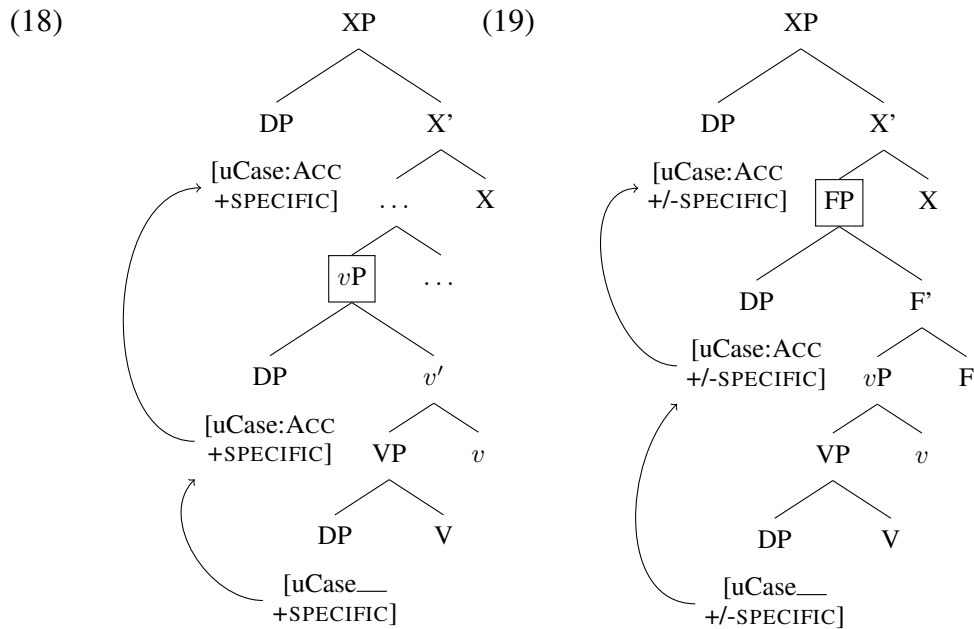 (18)
XP
DP X'
[uCase:ACC
+SPECIFIC]
... X
vP ...
DP v′
[uCase:ACC
+SPECIFIC]
VP v
DP V
[uCase__
+SPECIFIC]
(19)
XP
DP X'
[uCase:ACC
+/-SPECIFIC]
FP X
DP F'
[uCase:ACC
+/-SPECIFIC]
vP F
VP v
DP V
[uCase__
+/-SPECIFIC]